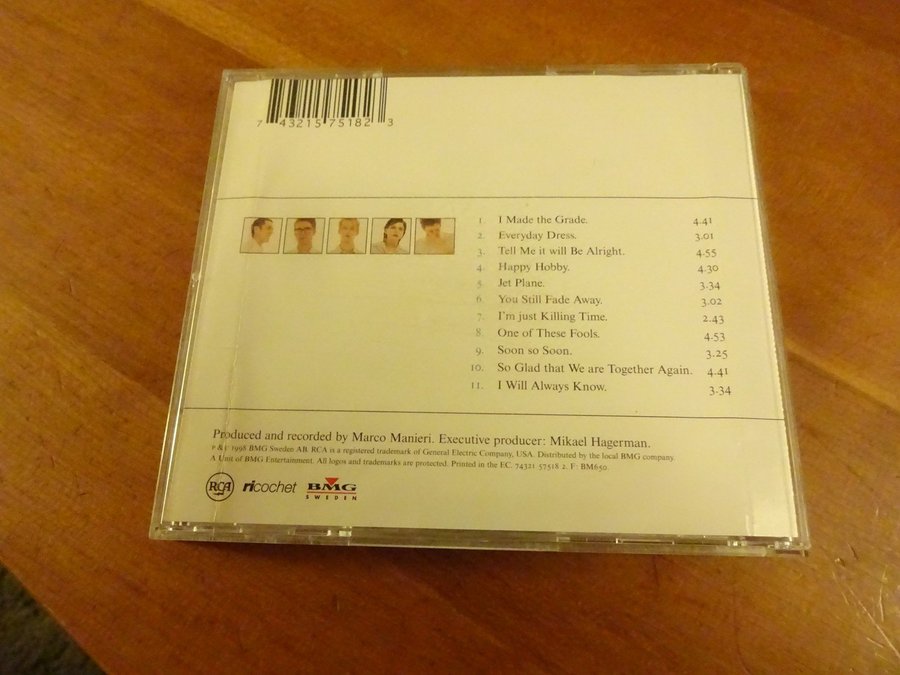 7 43215 75182 3
1. I Made the Grade. 4.41
2. Everyday Dress. 3.01
3. Tell Me it will Be Alright. 4.55
4. Happy Hobby. 4.30
5. Jet Plane. 3.34
6. You Still Fade Away. 3.02
7. I'm just Killing Time. 2.43
8. One of These Fools. 4.53
9. Soon so Soon. 3.25
10. So Glad that We are Together Again. 4.41
11. I Will Always Know. 3.34
Produced and recorded by Marco Manieri. Executive producer: Mikael Hagerman.
P & C 1998 BMG Sweden AB. RCA is a registered trademark of General Electric Company, USA. Distributed by the local BMG company.
A Unit of BMG Entertainment. All logos and trademarks are protected. Printed in the EC. 74321 57518 2. F: BM650.
RCA ricochet BMG
SWEDEN